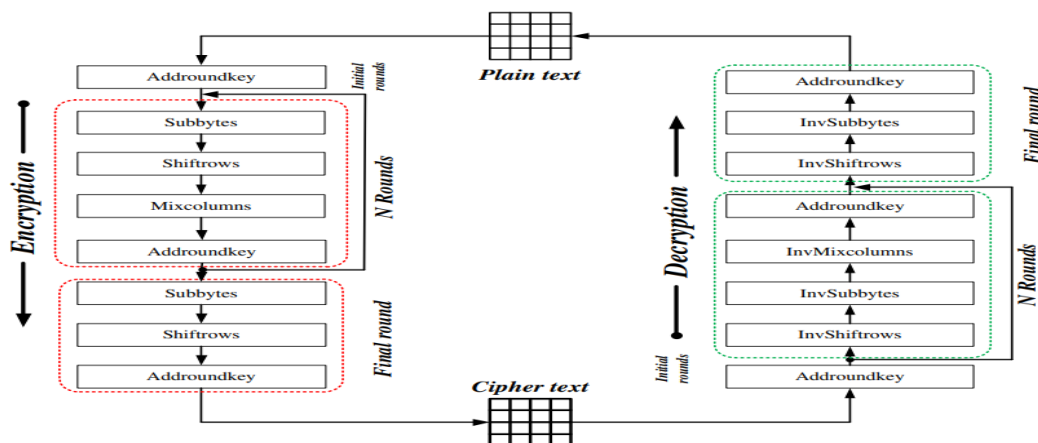 Plain text
Addroundkey
Initial
rounds
Subbytes
Shiftrows
Mixcolumns
Addroundkey
N Rounds
Encryption
Subbytes
Shiftrows
Addroundkey
Final round
Cipher text
Addroundkey
InvSubbytes
InvShiftrows
Final round
Addroundkey
InvMixcolumns
InvSubbytes
InvShiftrows
N Rounds
Decryption
Initial
rounds
Addroundkey